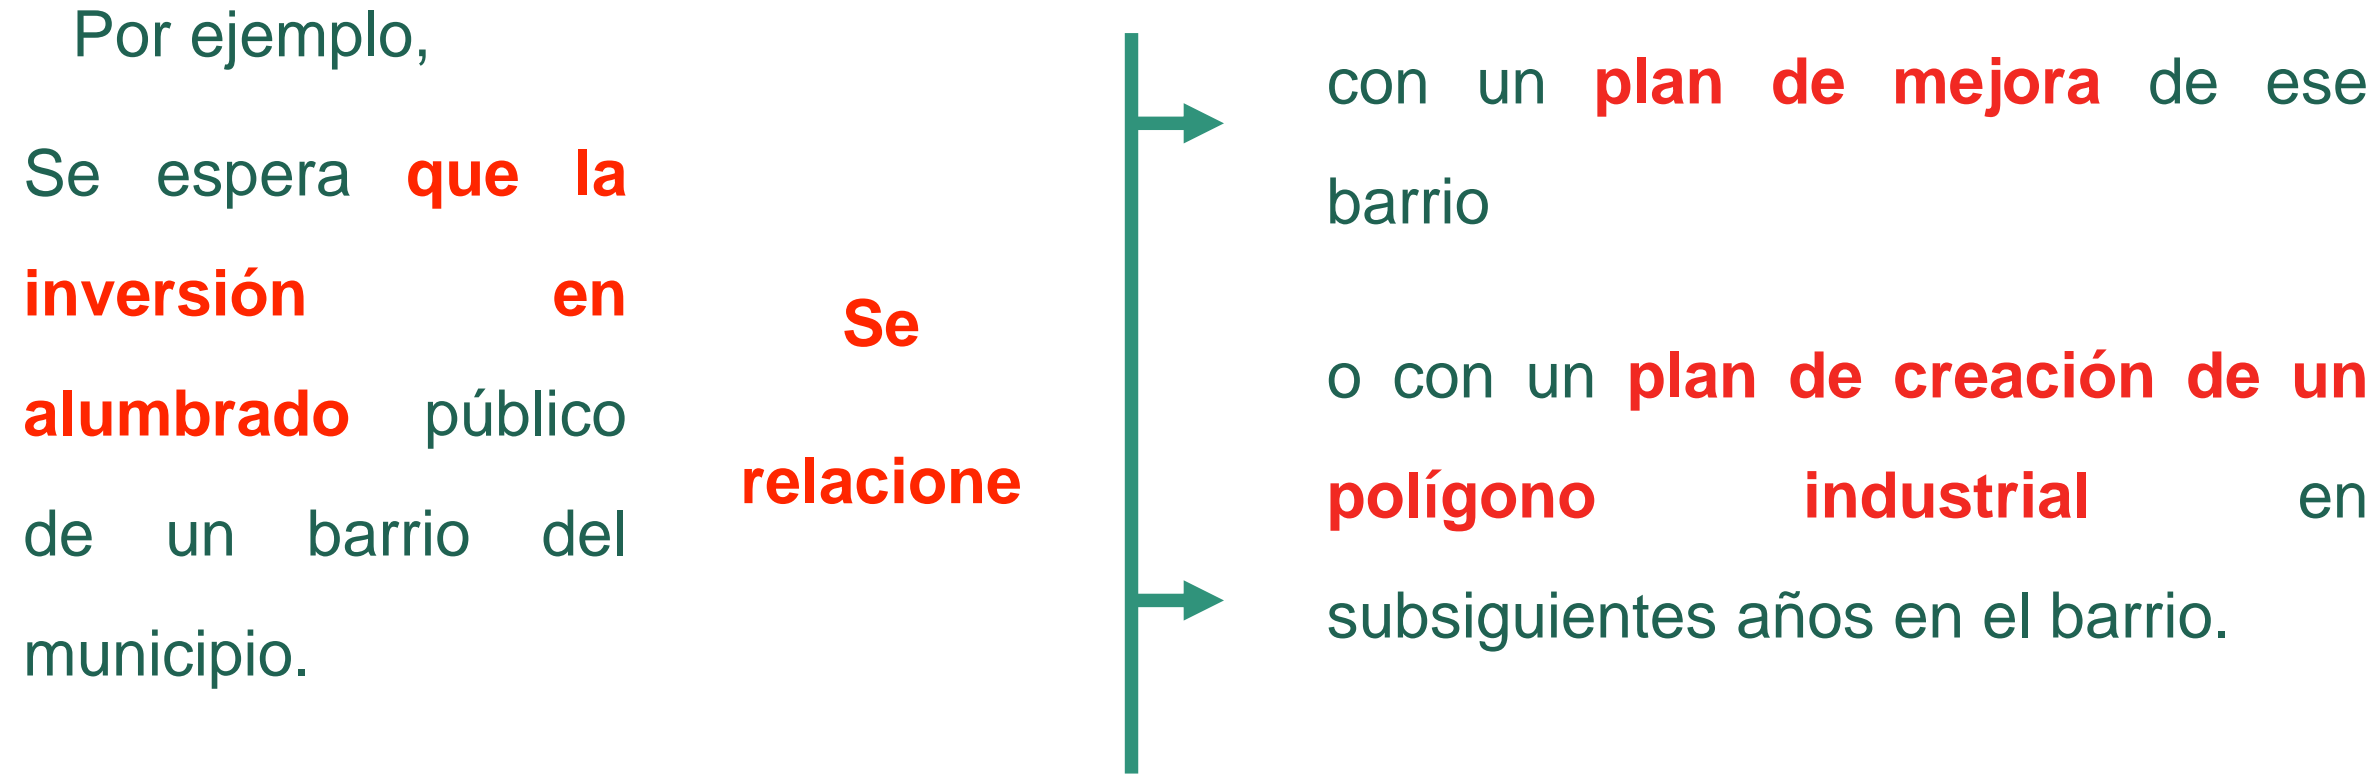 Por ejemplo,
Se espera que la
inversión en
alumbrado público
de un barrio del
municipio.
Se
relacione
con un plan de mejora de ese
barrio
o con un plan de creación de un
polígono industrial en
subsiguientes años en el barrio.